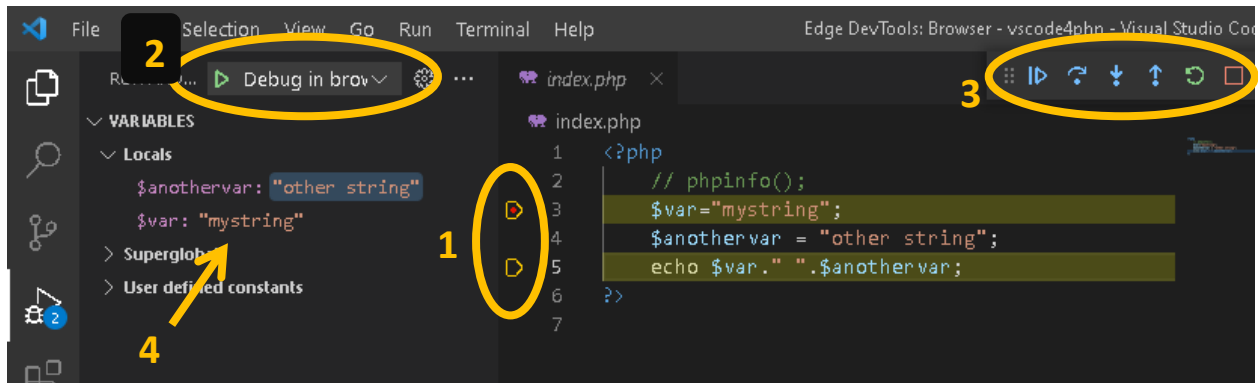 File Selection View Go Run Terminal Help Edge DevTools: Browser - vscode4php - Visual Studio Cod
2
Debug in brow ...
index.php
3
VARIABLES
index.php
Locals
1 <?php
$anothervar: "other string"
2 // phpinfo();
$var: "mystring"
3 $var="mystring";
1
4 $anothervar = "other string";
Superglobals
5 echo $var." ".$anothervar;
User defined constants
6 ?>
2
7
4